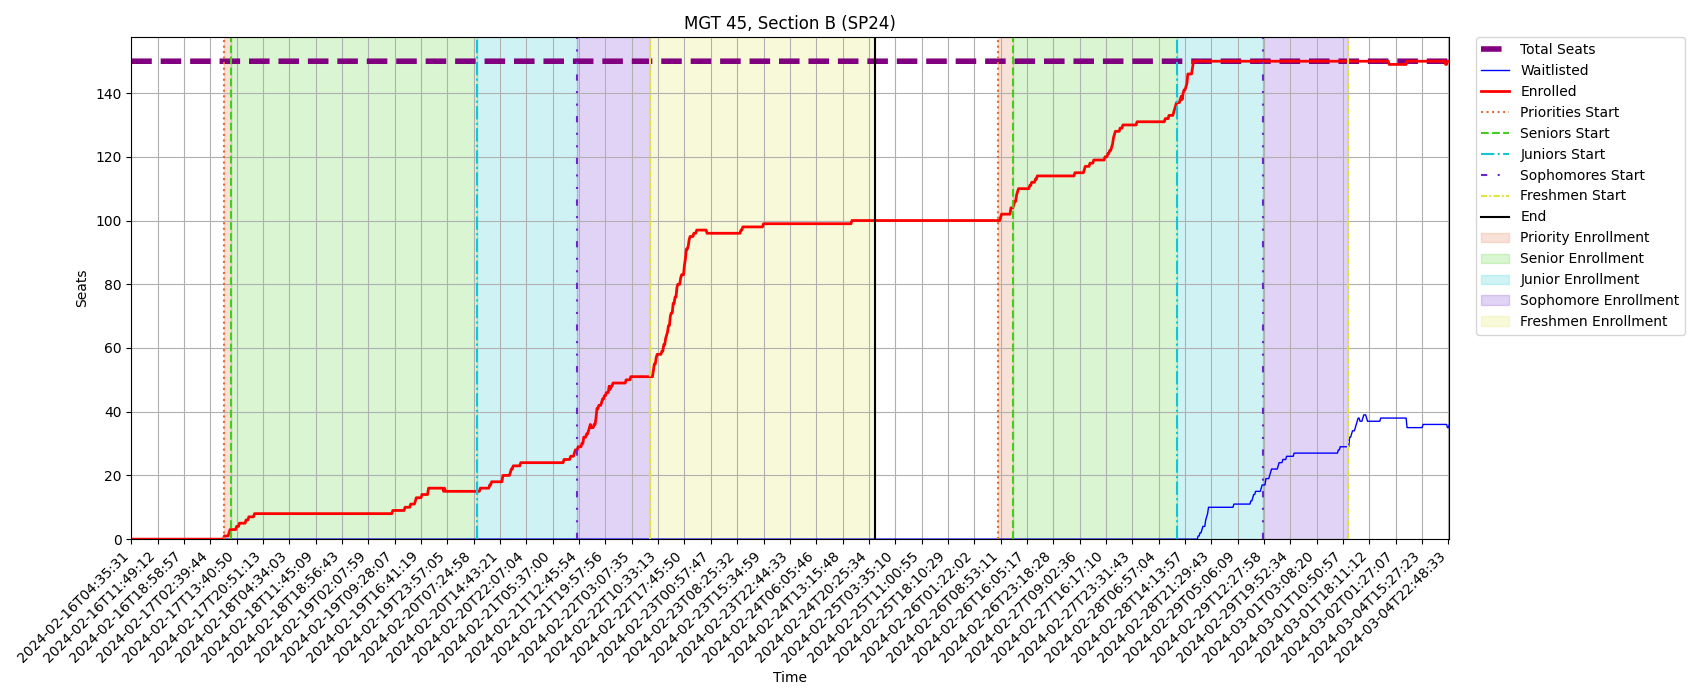 MGT 45, Section B (SP24)
Seats
140
120
100
80
60
40
20
0
2024-02-16T04:35:31
2024-02-16T11:49:12
2024-02-16T18:58:57
2024-02-17T02:39:44
2024-02-17T13:40:50
2024-02-17T20:51:13
2024-02-18T04:34:03
2024-02-18T11:45:09
2024-02-18T18:56:43
2024-02-19T02:07:59
2024-02-19T09:28:07
2024-02-19T16:41:19
2024-02-19T23:57:05
2024-02-20T07:24:58
2024-02-20T14:43:21
2024-02-20T22:07:04
2024-02-21T05:37:00
2024-02-21T12:45:54
2024-02-21T19:57:56
2024-02-22T03:07:35
2024-02-22T10:33:13
2024-02-22T17:45:50
2024-02-23T00:57:47
2024-02-23T08:25:32
2024-02-23T15:34:59
2024-02-23T22:44:33
2024-02-24T06:05:46
2024-02-24T13:15:48
2024-02-24T20:25:34
2024-02-25T03:35:10
2024-02-25T11:00:55
2024-02-25T18:10:29
2024-02-26T01:22:02
2024-02-26T08:53:11
2024-02-26T16:05:17
2024-02-26T23:18:28
2024-02-27T09:02:36
2024-02-27T16:17:10
2024-02-27T23:31:43
2024-02-28T06:57:04
2024-02-28T14:13:57
2024-02-28T21:29:43
2024-02-29T05:06:09
2024-02-29T12:27:58
2024-02-29T19:52:34
2024-03-01T03:08:20
2024-03-01T10:50:57
2024-03-01T18:11:12
2024-03-02T01:27:07
2024-03-04T15:27:23
2024-03-04T22:48:33
Time
Total Seats
Waitlisted
Enrolled
Priorities Start
Seniors Start
Juniors Start
Sophomores Start
Freshmen Start
End
Priority Enrollment
Senior Enrollment
Junior Enrollment
Sophomore Enrollment
Freshmen Enrollment